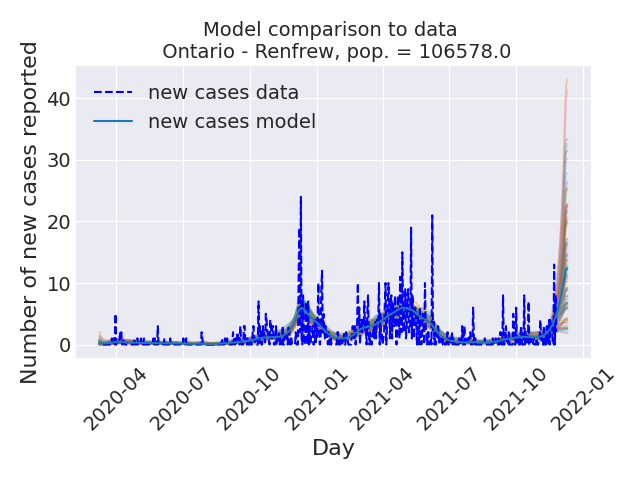 Model comparison to data
Ontario - Renfrew, pop. = 106578.0
Number of new cases reported
40
30
20
10
0
new cases data
new cases model
2020-04
2020-07
2020-10
2021-01
2021-04
2021-07
2021-10
2022-01
Day